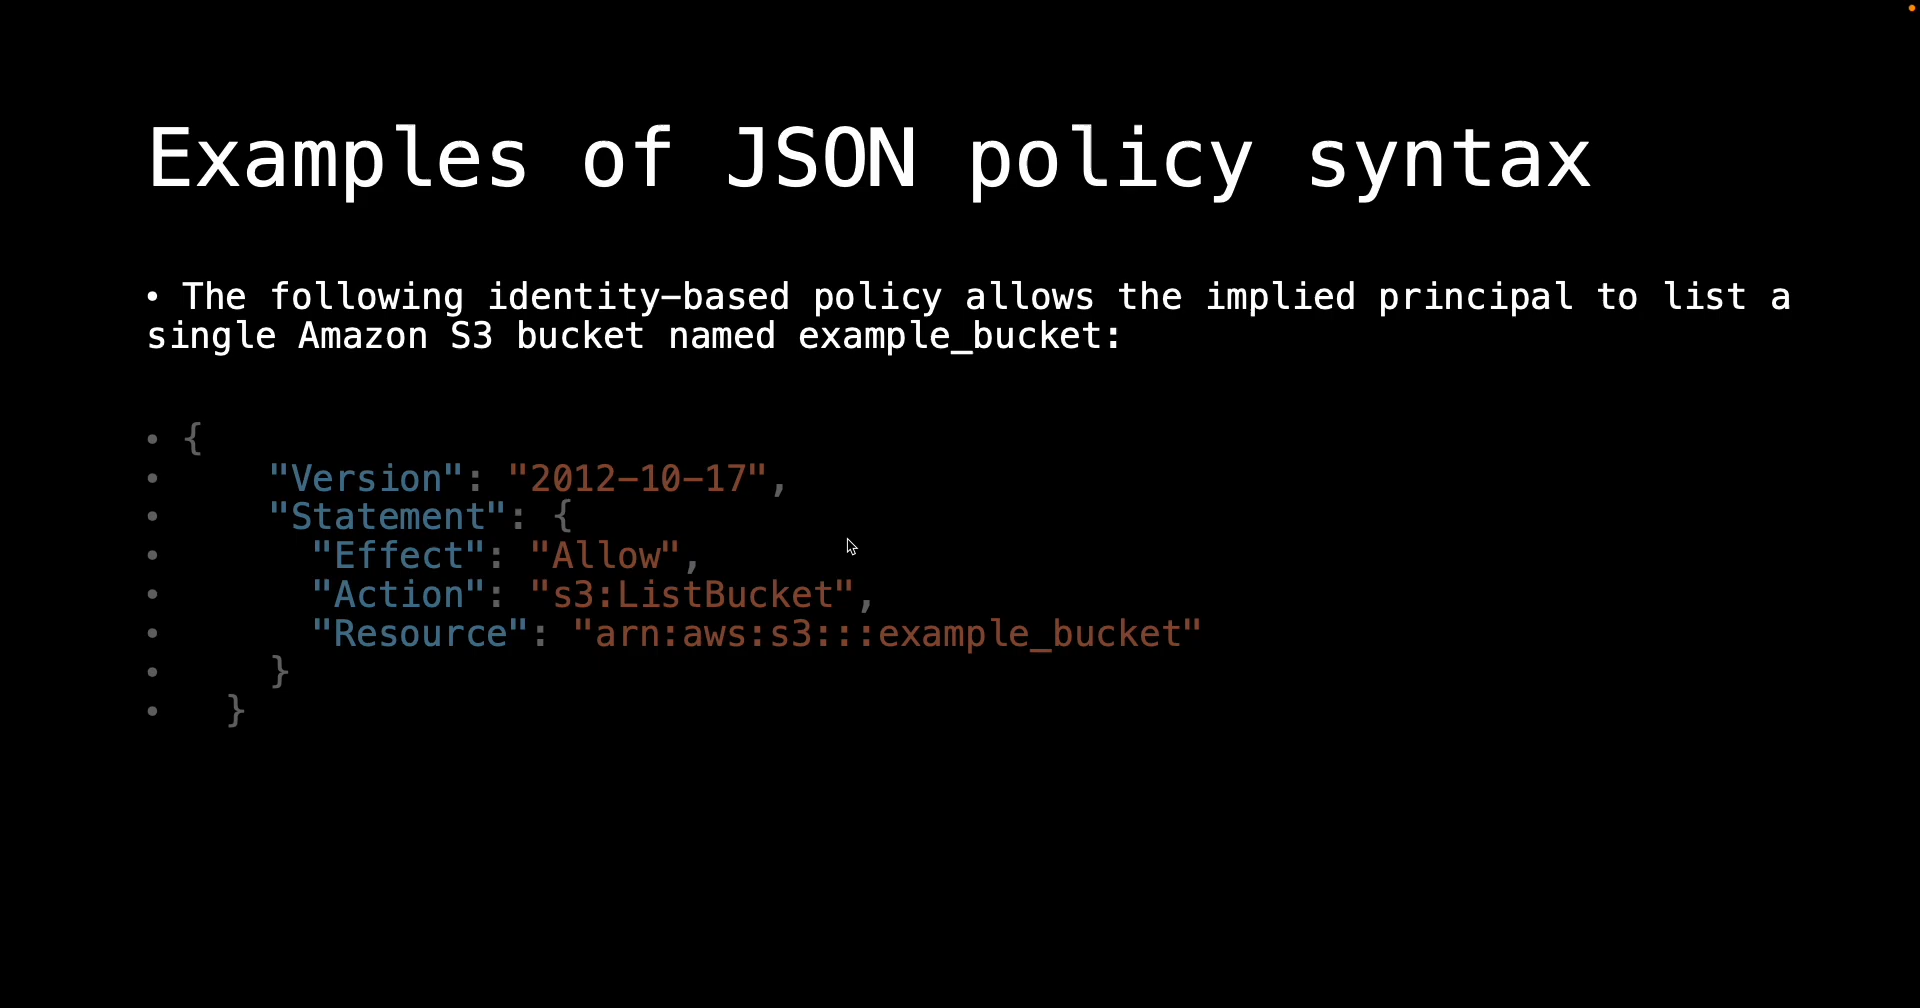 Examples of JSON policy syntax
• The following identity-based policy allows the implied principal to list a
single Amazon S3 bucket named example_bucket:
• {
•     "Version": "2012-10-17",
•     "Statement": {
•       "Effect": "Allow",
•       "Action": "s3:ListBucket",
•       "Resource": "arn:aws:s3:::example_bucket"
•     }
•   }